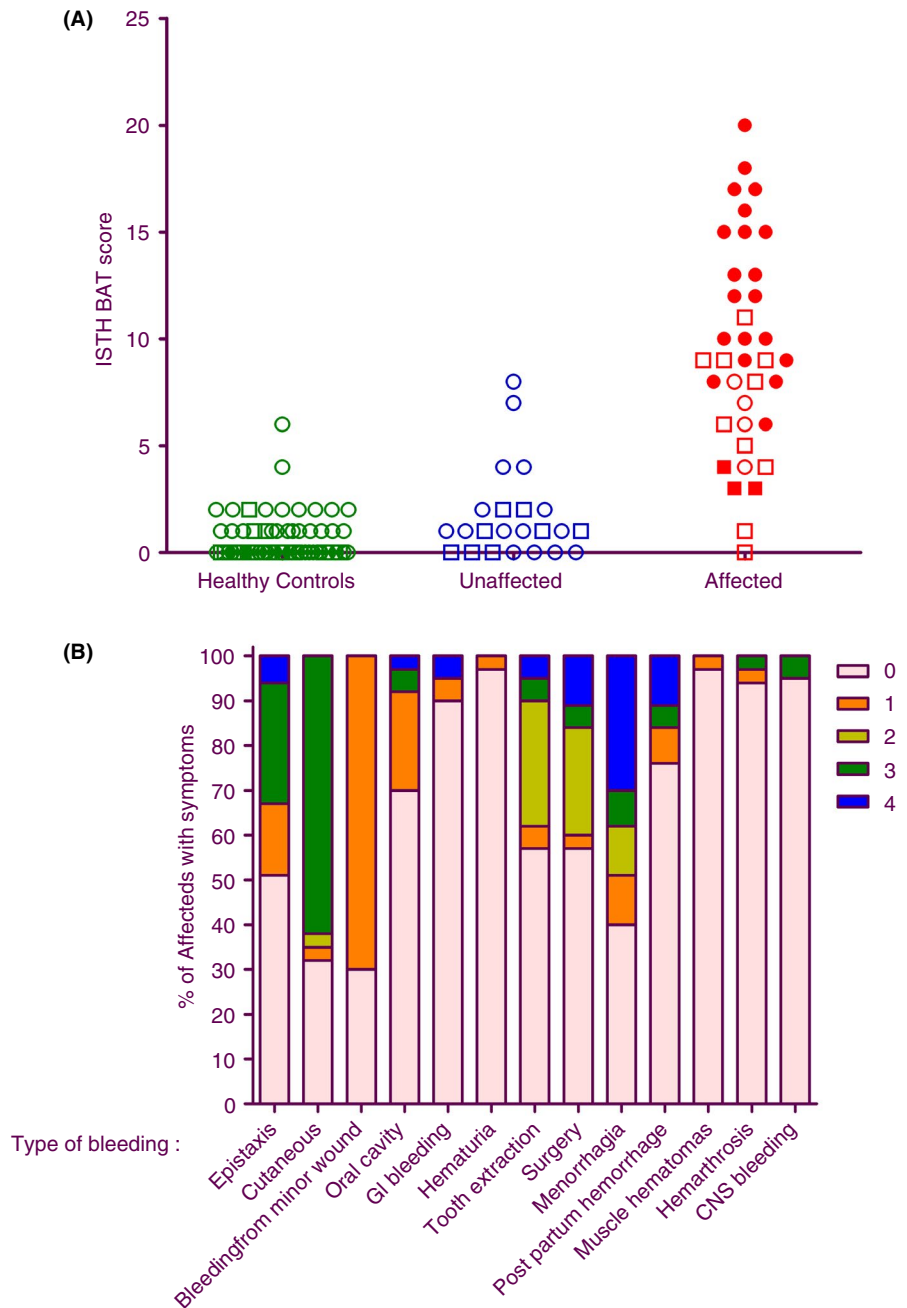 (A)
25
20
15
10
5
0
ISTH BAT score
Healthy Controls Unaffected Affected
(B)
100
90
80
70
60
50
40
30
20
10
0
% of Affecteds with symptoms
0
1
2
3
4
Type of bleeding :
Epistaxis
Cutaneous
Bleedingfrom minor wound
Oral cavity
GI bleeding
Hematuria
Tooth extraction
Surgery
Menorrhagia
Post partum hemorrhage
Muscle hematomas
Hemarthrosis
CNS bleeding